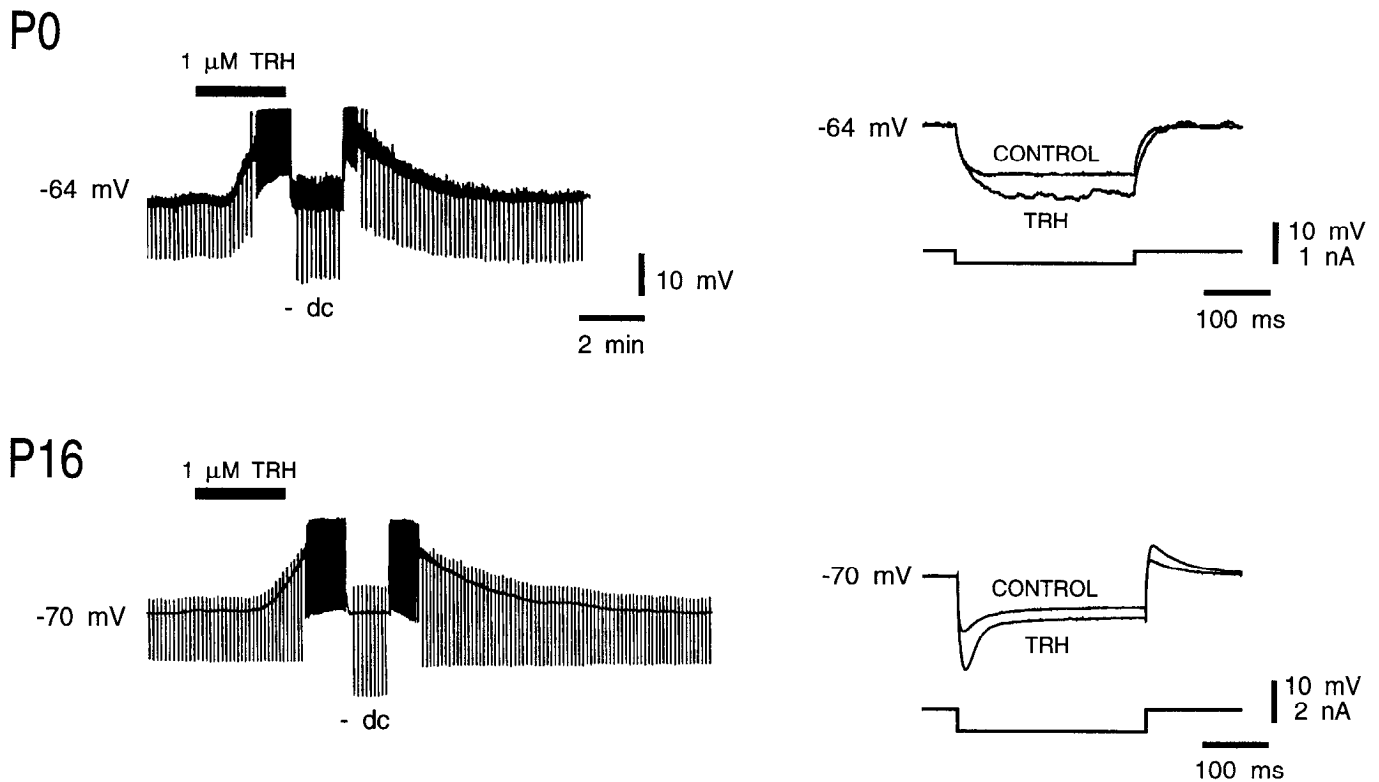 P0
1 μM TRH
-64 mV
- dc
10 mV
2 min
-64 mV
CONTROL
TRH
10 mV
1 nA
100 ms
P16
1 μM TRH
-70 mV
- dc
-70 mV
CONTROL
TRH
10 mV
2 nA
100 ms